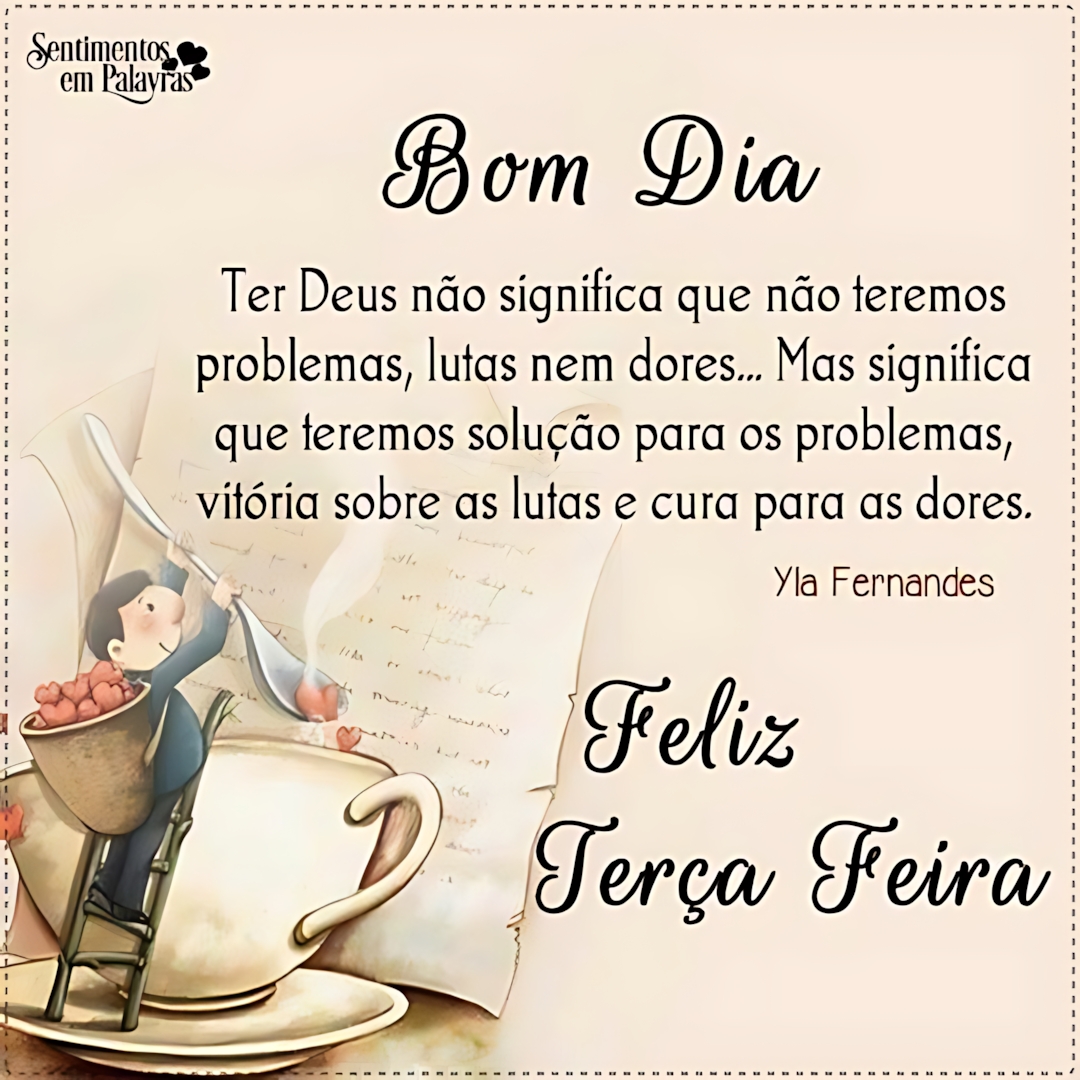 Sentimentos
em Palavras
Bom Dia
Ter Deus não significa que não teremos
problemas, lutas nem dores... Mas significa
que teremos solução para os problemas,
vitória sobre as lutas e cura para as dores.
Yla Fernandes
Feliz
Terça Feira